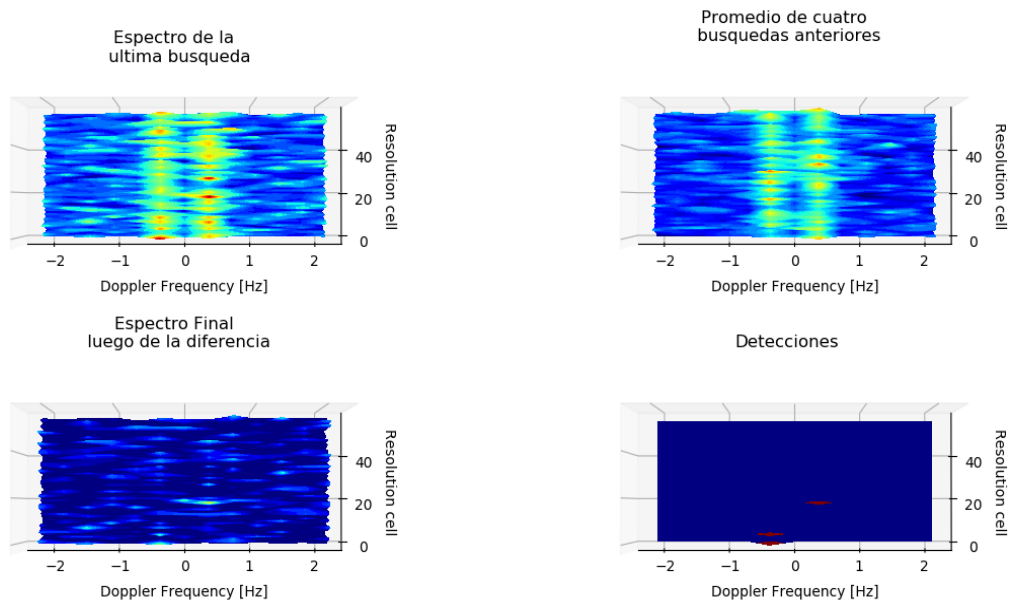 Espectro de la
ultima busqueda
Promedio de cuatro
busquedas anteriores
40
20
0
Resolution cell
−2 −1 0 1 2
Doppler Frequency [Hz]
40
20
0
Resolution cell
−2 −1 0 1 2
Doppler Frequency [Hz]
Espectro Final
luego de la diferencia
Detecciones
40
20
0
Resolution cell
−2 −1 0 1 2
Doppler Frequency [Hz]
40
20
0
Resolution cell
−2 −1 0 1 2
Doppler Frequency [Hz]